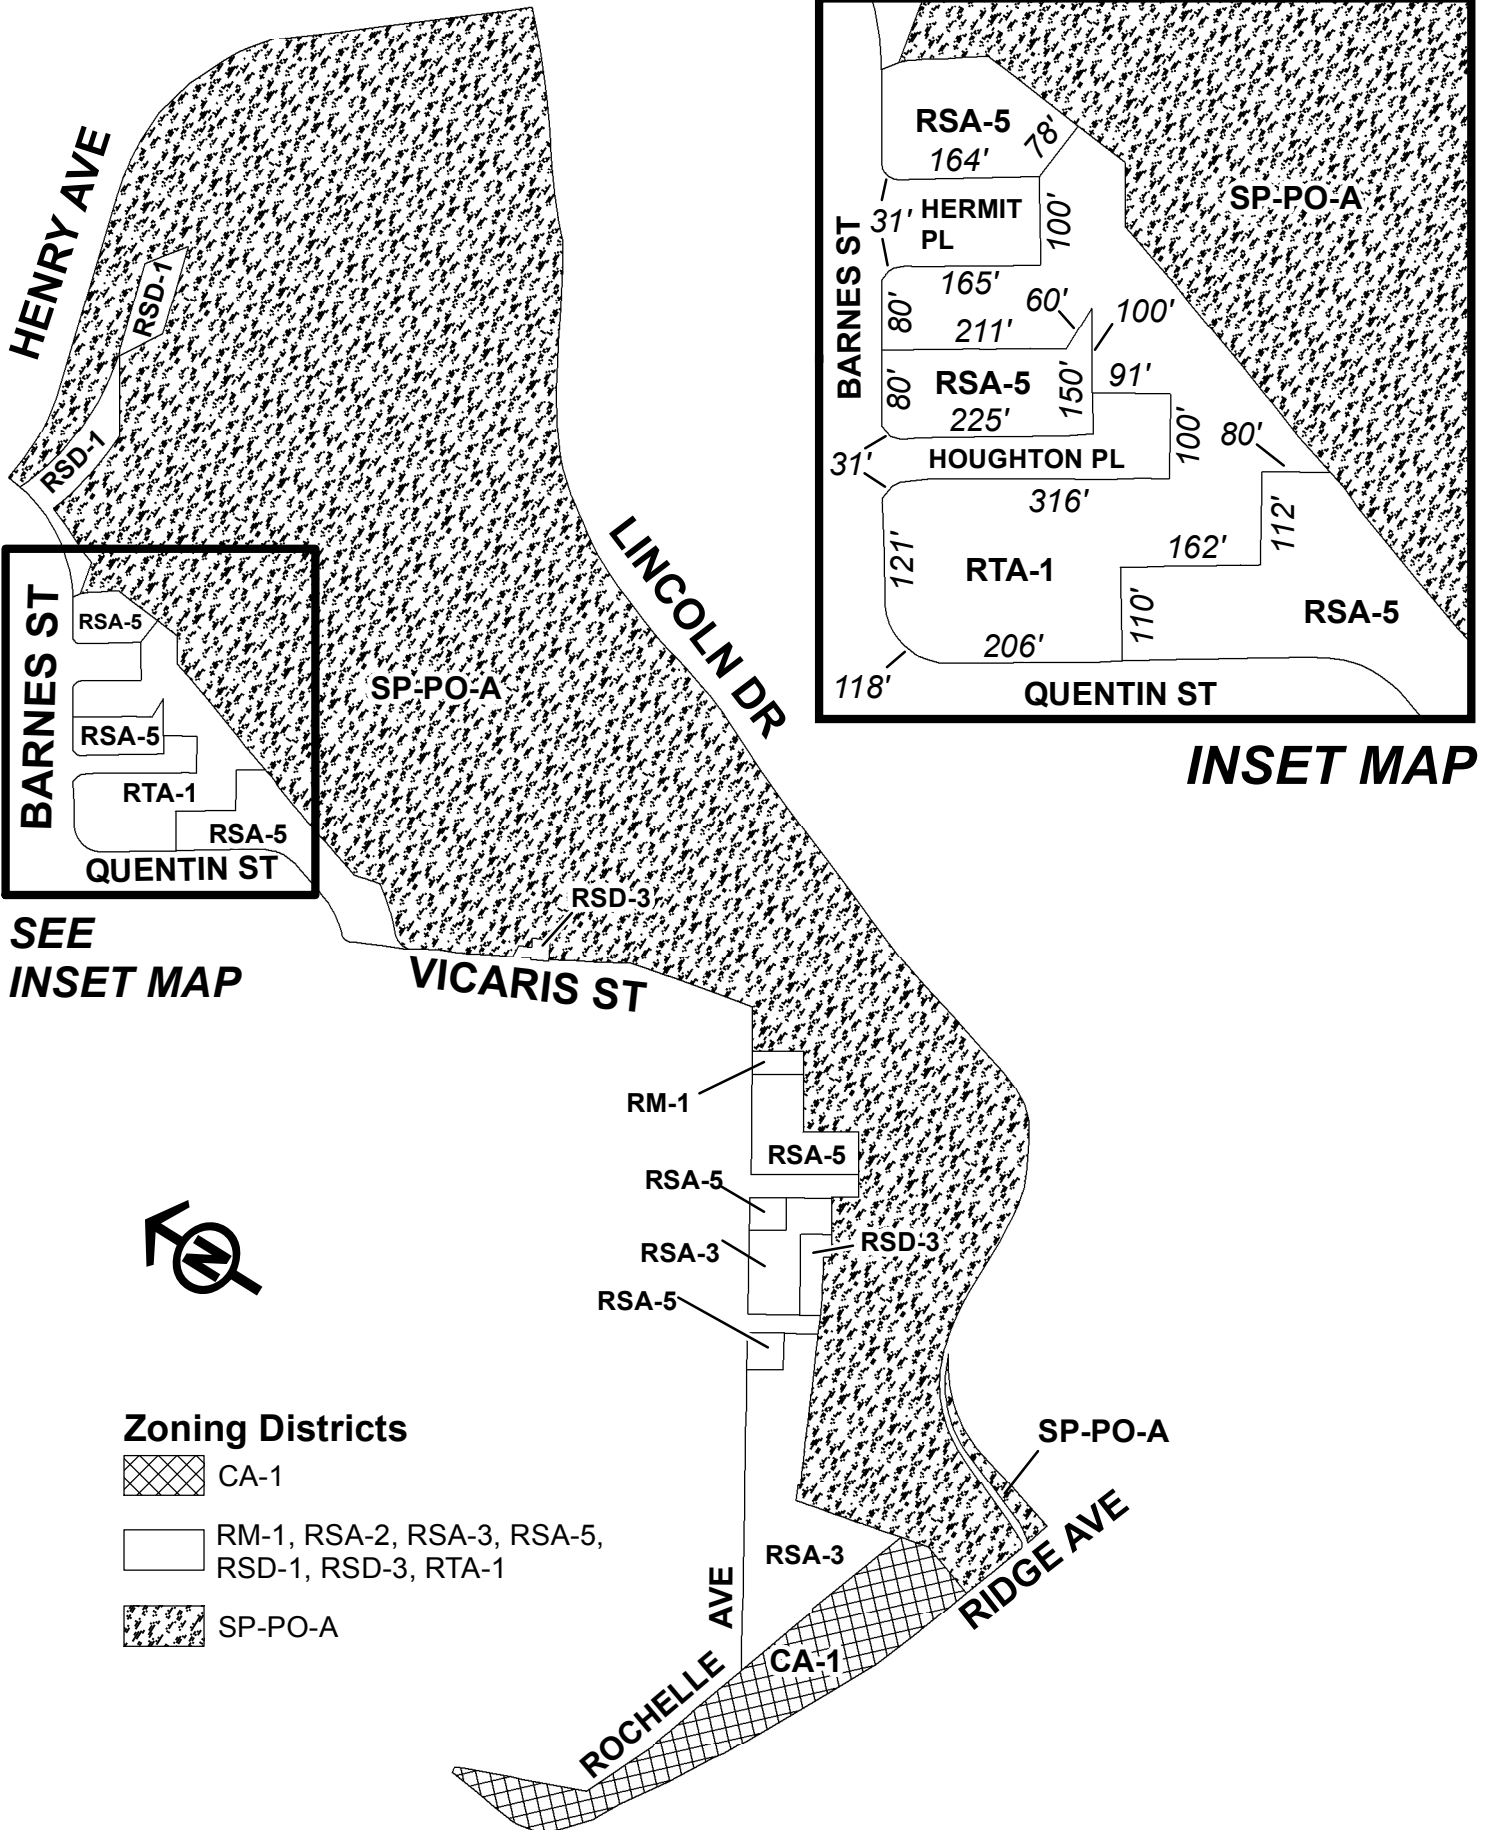 HENRY AVE
RSD-1
RSD-1
BARNES ST
RSA-5
RSA-5
RTA-1
RSA-5
QUENTIN ST
SEE
INSET MAP
SP-PO-A
LINCOLN DR
RSD-3
VICARIS ST
RSA-5
164'
78'
SP-PO-A
BARNES ST
31'
HERMIT
PL
100'
165'
80'
60'
100'
211'
80'
RSA-5
150'
91'
225'
31'
HOUGHTON PL
100'
80'
316'
121'
RTA-1
162'
112'
110'
RSA-5
206'
118'
QUENTIN ST
INSET MAP
RM-1
RSA-5
RSA-5
RSA-3
RSD-3
RSA-5
N
SP-PO-A
RSA-3
RIDGE AVE
CA-1
ROCHELLE AVE
Zoning Districts
CA-1
RM-1, RSA-2, RSA-3, RSA-5,
RSD-1, RSD-3, RTA-1
SP-PO-A